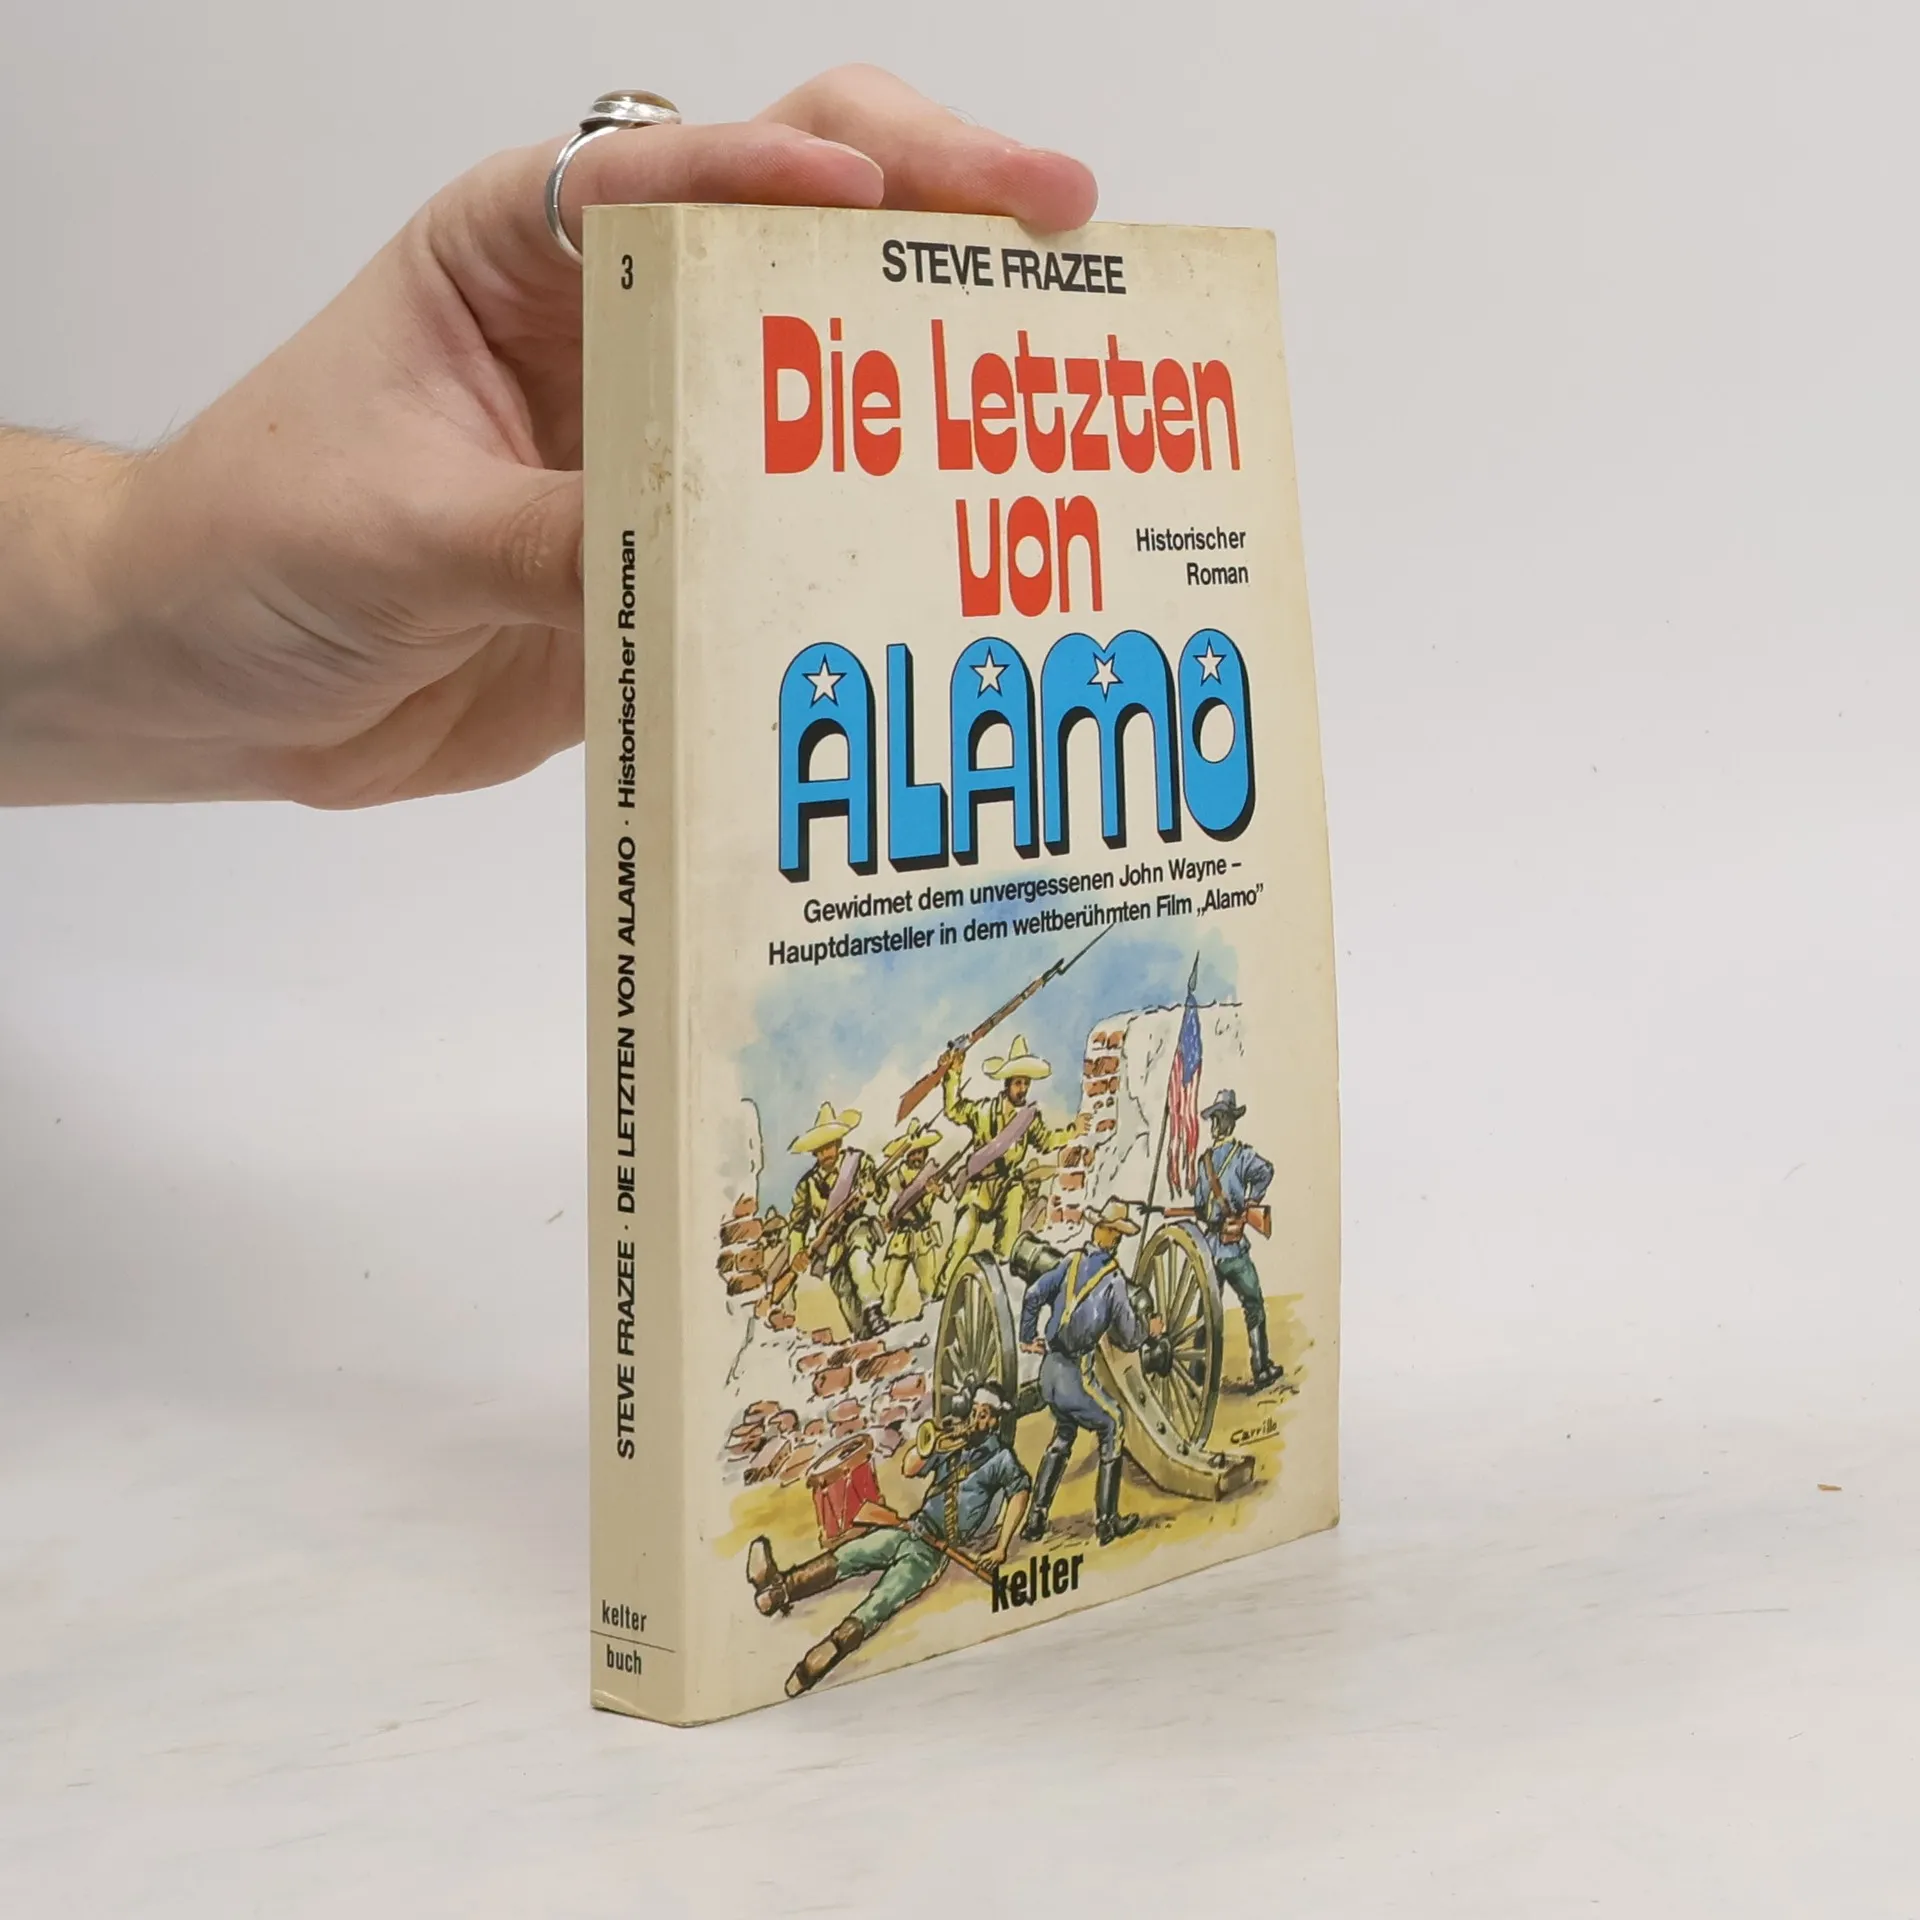 3
STEVE FRAZEE · DIE LETZTEN VON ALAMO · Historischer Roman
kelter
buch
STEVE FRAZEE
Die Letzten
von
Historischer
Roman
ALAMO
Gewidmet dem unvergessenen John Wayne –
Hauptdarsteller in dem weltberühmten Film „Alamo”
Carrillo
kelter